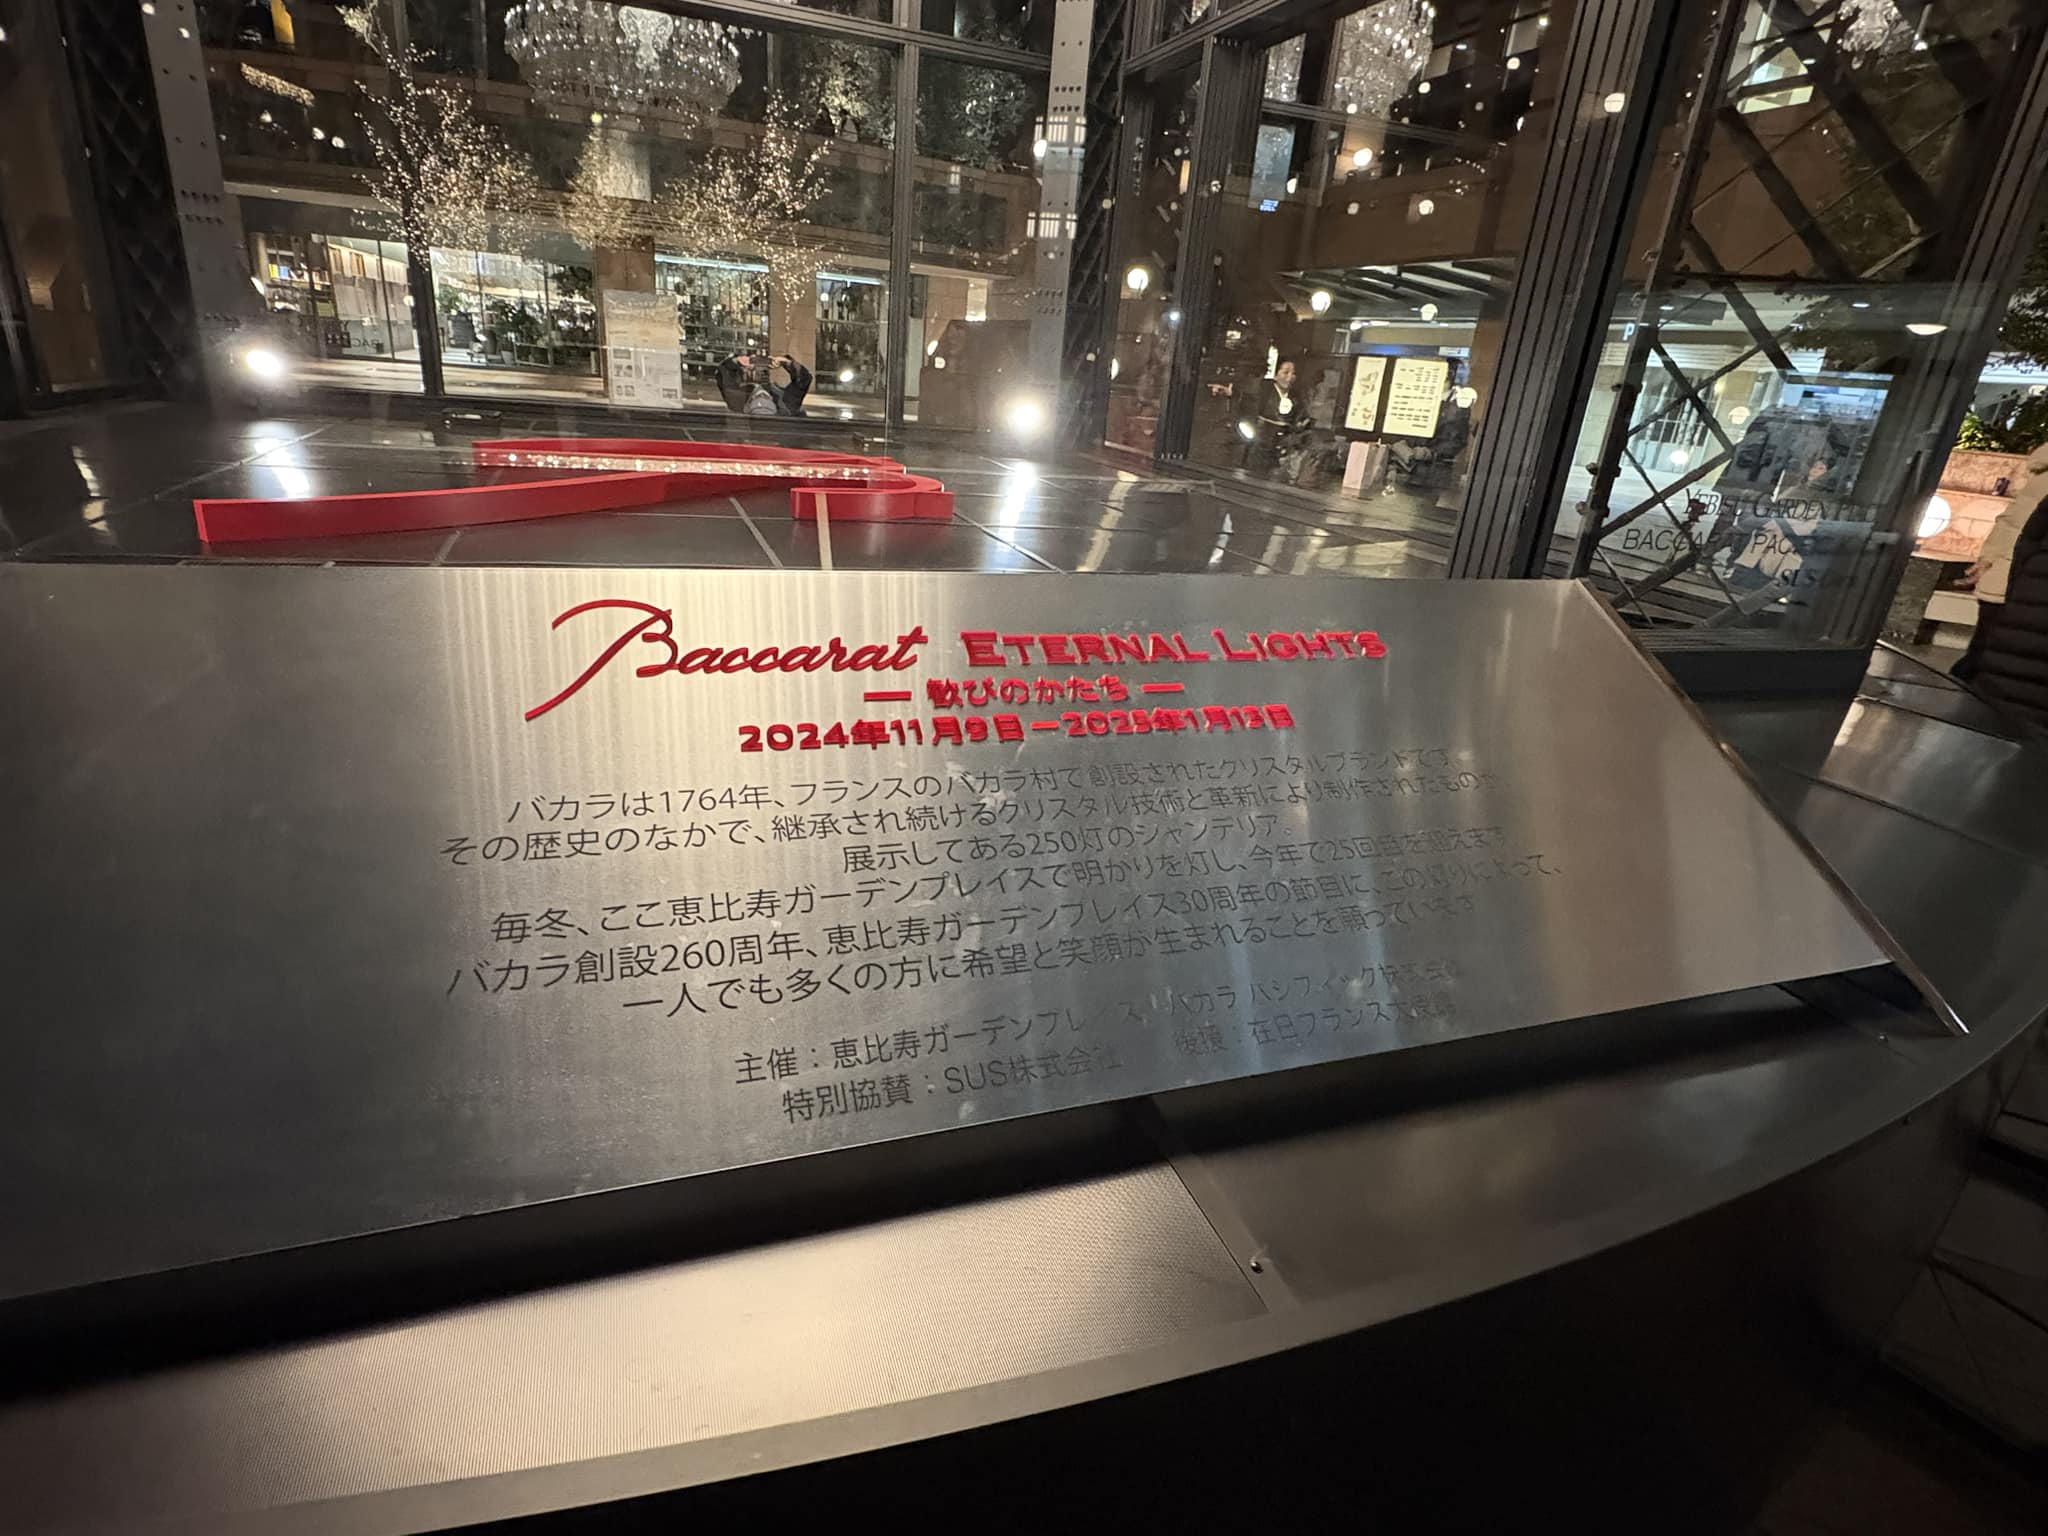 Baccarat ETERNAL LIGHTS
— 歓びのかたち —
2024年11月9日－2025年1月13日
バカラは1764年、フランスのバカラ村で創設されたクリスタルブランドです。
その歴史のなかで、継承され続けるクリスタル技術と革新により制作されたものが、
展示してある250灯のシャンデリア。
毎冬、ここ恵比寿ガーデンプレイスで明かりを灯し、今年で25回目を迎えます
バカラ創設260周年、恵比寿ガーデンプレイス30周年の節目に、この灯りによって、
一人でも多くの方に希望と笑顔が生まれることを願っています
主催：恵比寿ガーデンプレイス バカラ パシフィック株式会社
特別協賛：SUS株式会社 後援：在日フランス大使館
YEBISU GARDEN
BACCARAT
SUS